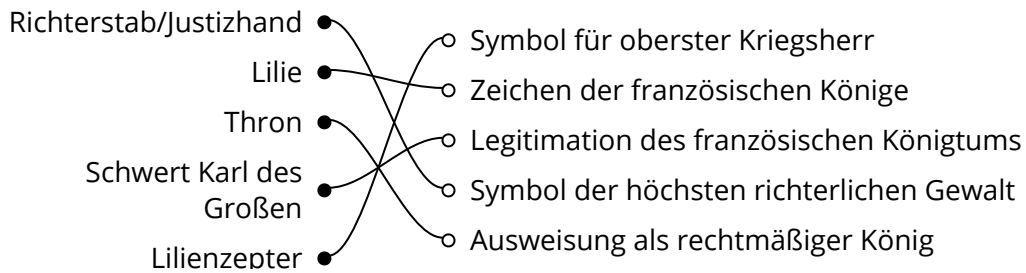 Richterstab/Justizhand
Lilie
Thron
Schwert Karl des
Großen
Lilienzepter
Symbol für oberster Kriegsherr
Zeichen der französischen Könige
Legitimation des französischen Königtums
Symbol der höchsten richterlichen Gewalt
Ausweisung als rechtmäßiger König